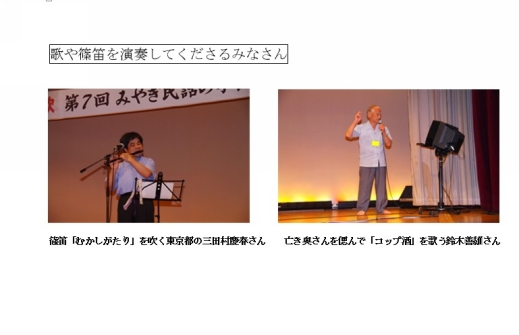 歌や篠笛を演奏してくださるみなさん
第7回みやぎ民話の
篠笛「むかしがたり」を吹く東京都の三田村慶春さん
亡き奥さんを偲んで「コップ酒」を歌う鈴木善雄さん